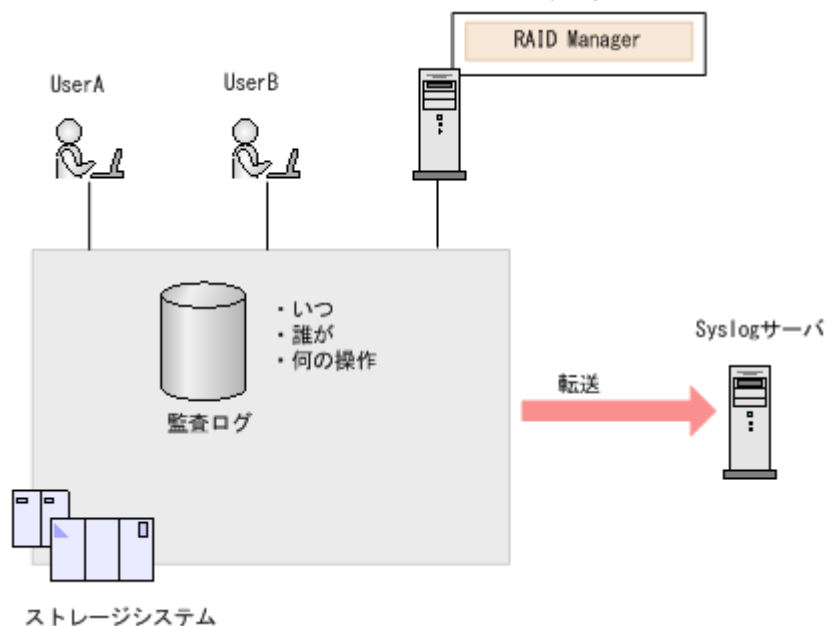 RAID Manager
UserA
UserB
・いつ
・誰が
・何の操作
監査ログ
Syslogサーバ
転送
ストレージシステム